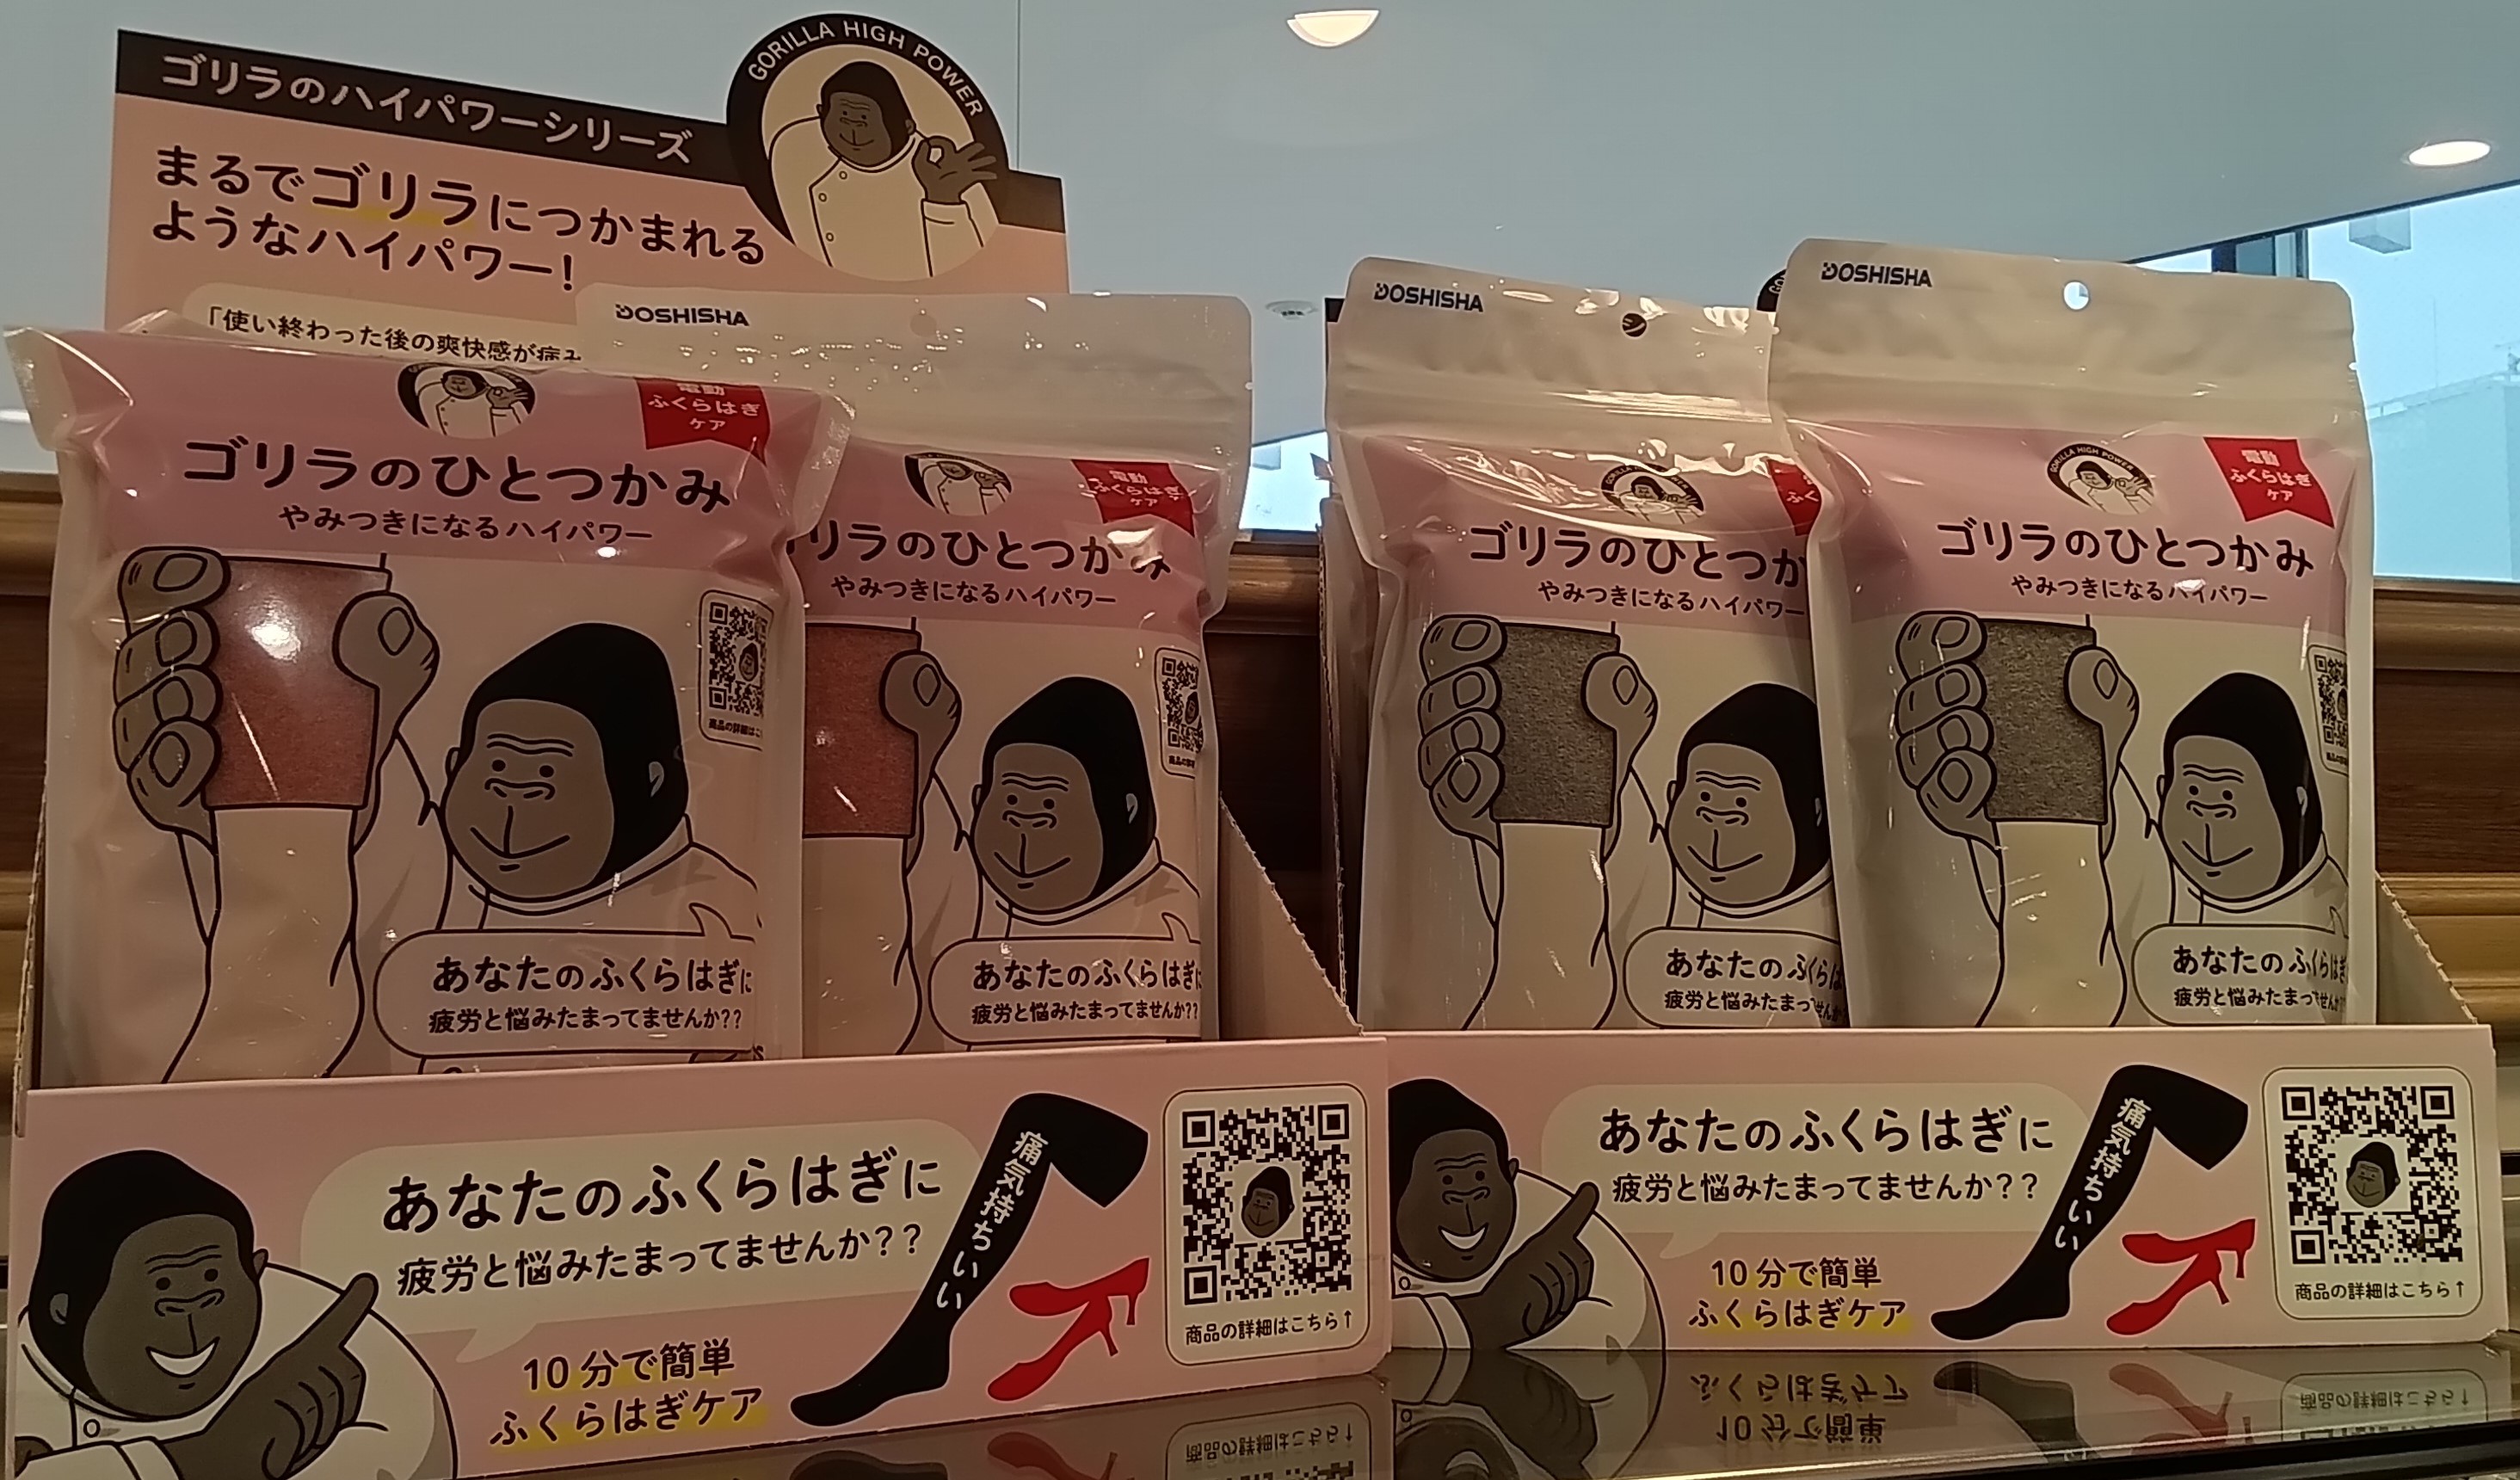 ゴリラのハイパワーシリーズ
GORILLA HIGH POWER
まるでゴリラにつかまれる
ようなハイパワー!
「使い終わった後の爽快感が病み
電動
ふくらはぎ
ケア
ゴリラのひとつかみ
やみつきになるハイパワー
商品の詳細はこ
あなたのふくらはぎに
疲労と悩みたまってませんか??
DOSHISHA
電動
ふくらはぎ
ケア
リラのひとつかみ
やみつきになるハイパワー
あなたのふくらはぎに
疲労と悩みたまってませんか??
DOSHISHA
ふく
ゴリラのひとつか
やみつきになるハイパワー
あなたのふくらは
疲労と悩みたまってませんか
DOSHISHA
GORILLA HIGH POWER
電動
ふくらはぎ
ケア
ゴリラのひとつかみ
やみつきになるハイパワー
あなたのふくらはぎ
疲労と悩みたまってませんか??
あなたのふくらはぎに
疲労と悩みたまってませんか??
10分で簡単
ふくらはぎケア
痛気持ちいい
商品の詳細はこちら↑
あなたのふくらはぎに
疲労と悩みたまってませんか??
10分で簡単
ふくらはぎケア
痛気持ちいい
商品の詳細はこちら↑